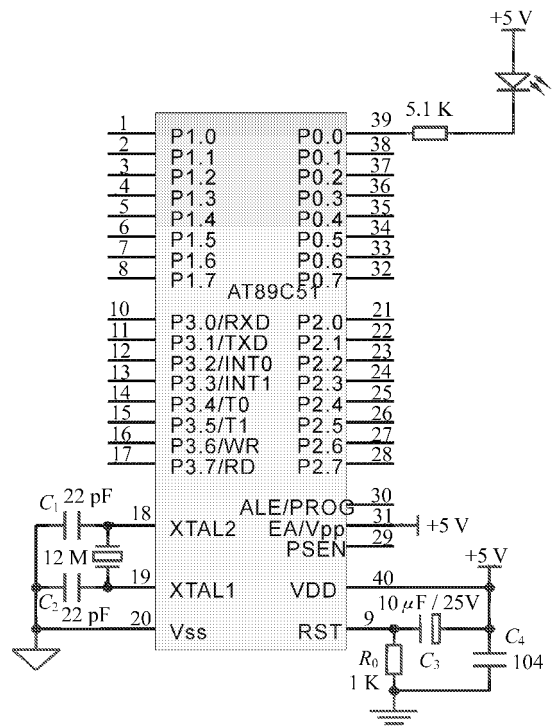 +5 V
5.1 K
1 P1.0 P0.0 39
2 P1.1 P0.1 38
3 P1.2 P0.2 37
4 P1.3 P0.3 36
5 P1.4 P0.4 35
6 P1.5 P0.5 34
7 P1.6 P0.6 33
8 P1.7 P0.7 32
AT89C51
10 P3.0/RXD P2.0 21
11 P3.1/TXD P2.1 22
12 P3.2/INT0 P2.2 23
13 P3.3/INT1 P2.3 24
14 P3.4/T0 P2.4 25
15 P3.5/T1 P2.5 26
16 P3.6/WR P2.6 27
17 P3.7/RD P2.7 28
ALE/PROG 30
C₁ 22 pF 18 XTAL2 EA/Vpp 31 +5 V
PSEN 29
12 M
+5 V
19 XTAL1 VDD 40
C₂ 22 pF
20 Vss RST 9
10 μF / 25V
C₃
C₄
104
R₀
1 K